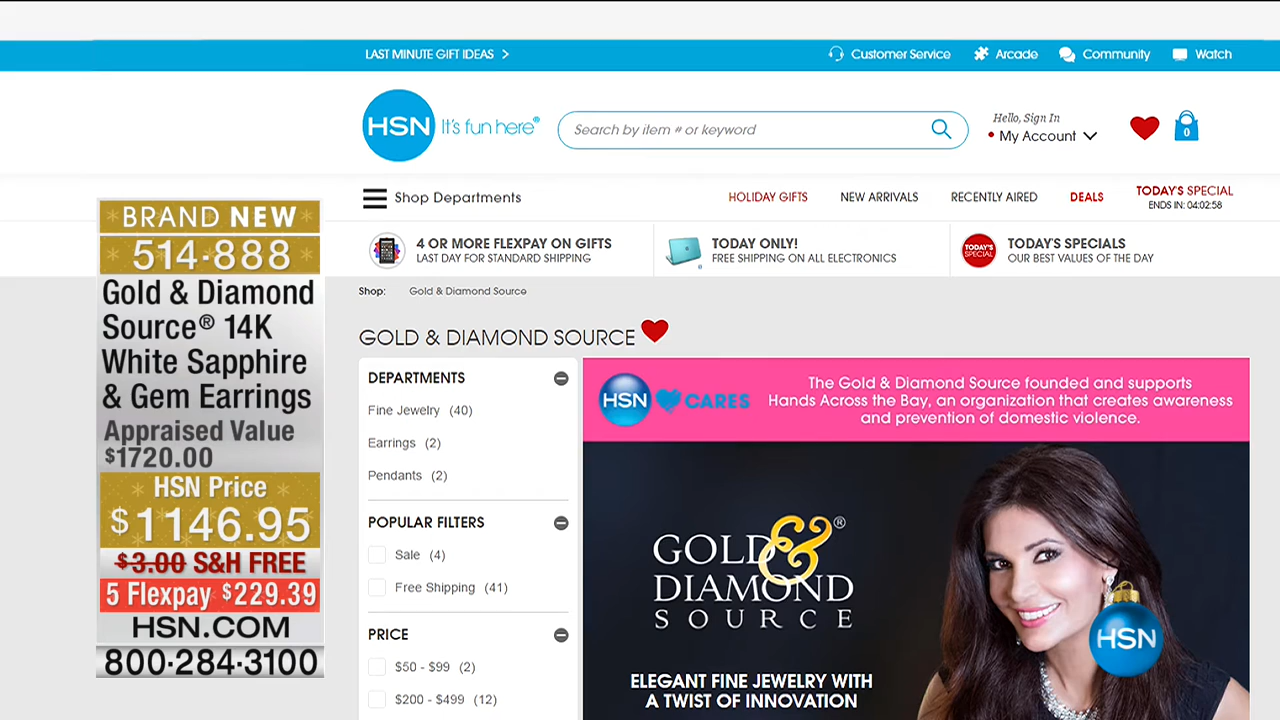 LAST MINUTE GIFT IDEAS >
Customer Service
Arcade
Community
Watch
HSN It's fun here®
Search by item # or keyword
Hello, Sign In
My Account
0
Shop Departments
HOLIDAY GIFTS
NEW ARRIVALS
RECENTLY AIRED
DEALS
TODAY'S SPECIAL
ENDS IN: 04:02:58
4 OR MORE FLEXPAY ON GIFTS
LAST DAY FOR STANDARD SHIPPING
TODAY ONLY!
FREE SHIPPING ON ALL ELECTRONICS
TODAY'S
SPECIAL
TODAY'S SPECIALS
OUR BEST VALUES OF THE DAY
BRAND NEW
514-888
Gold & Diamond
Source® 14K
White Sapphire
& Gem Earrings
Appraised Value
$1720.00
HSN Price
$1146.95
$3.00 S&H FREE
5 Flexpay $229.39
HSN.COM
800-284-3100
Shop: Gold & Diamond Source
GOLD & DIAMOND SOURCE
DEPARTMENTS
Fine Jewelry (40)
Earrings (2)
Pendants (2)
POPULAR FILTERS
Sale (4)
Free Shipping (41)
PRICE
$50 - $99 (2)
$200 - $499 (12)
HSN CARES
The Gold & Diamond Source founded and supports
Hands Across the Bay, an organization that creates awareness
and prevention of domestic violence.
GOLD &®
DIAMOND
SOURCE
ELEGANT FINE JEWELRY WITH
A TWIST OF INNOVATION
HSN